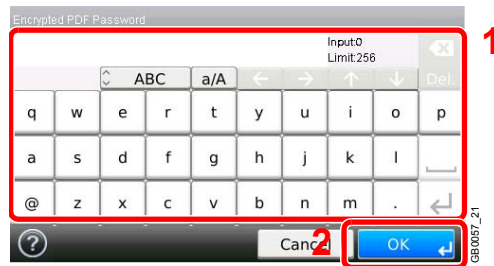 Encrypted PDF Password
1
Input:0
Limit:256
ABC a/A ← → ↑ ↓ Del.
q w e r t y u i o p
a s d f g h j k l
@ z x c v b n m .
? 2 Cancel OK
GB0057_21